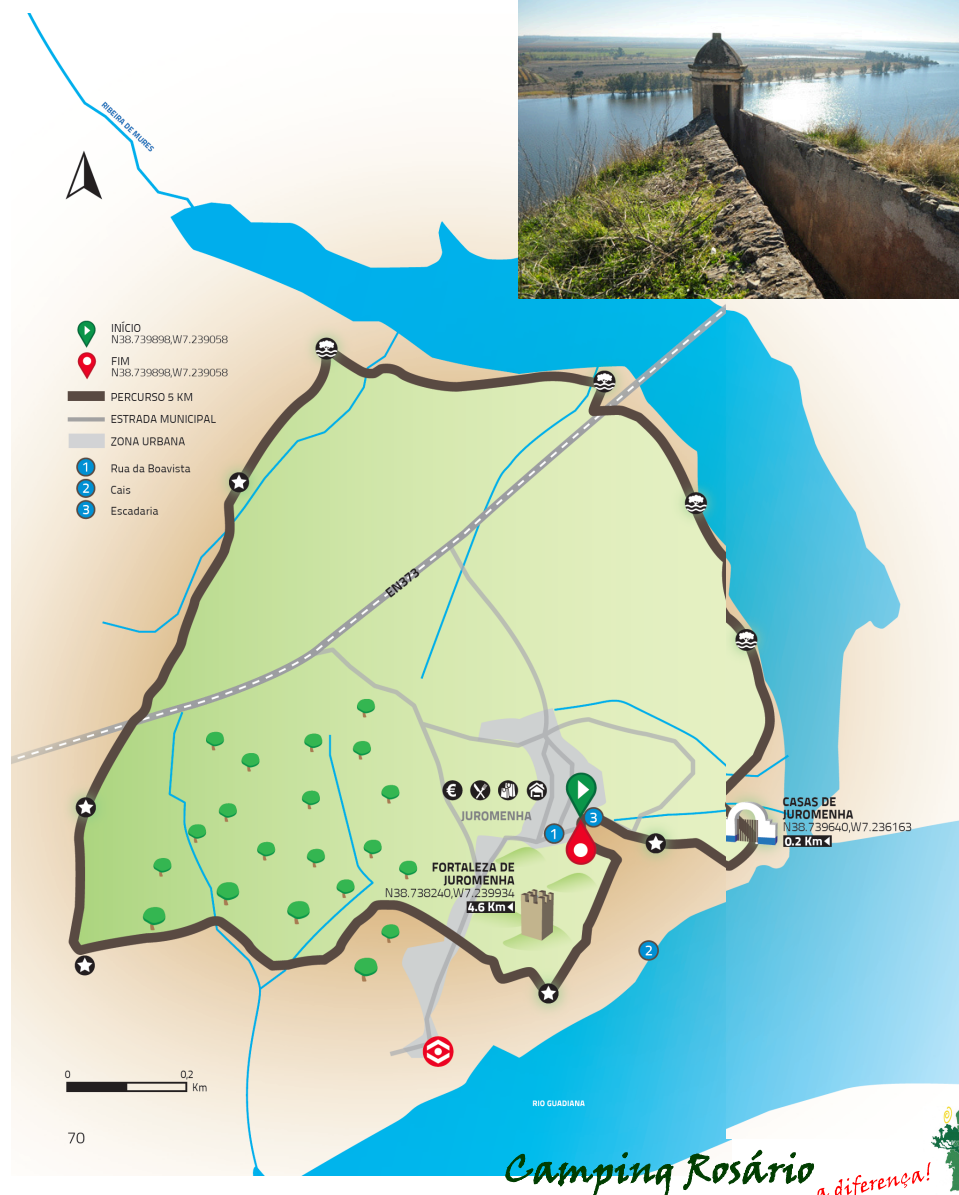 RIBEIRA DE MURES
INÍCIO
N38.739898,W7.239058
FIM
N38.739898,W7.239058
PERCURSO 5 KM
ESTRADA MUNICIPAL
ZONA URBANA
1 Rua da Boavista
2 Cais
3 Escadaria
EN373
€
JUROMENHA
3
1
CASAS DE
JUROMENHA
N38.739640,W7.236163
0.2 Km
FORTALEZA DE
JUROMENHA
N38.738240,W7.239934
4.6 Km
2
0 0,2
Km
RIO GUADIANA
70
Camping Rosário
a diferença!